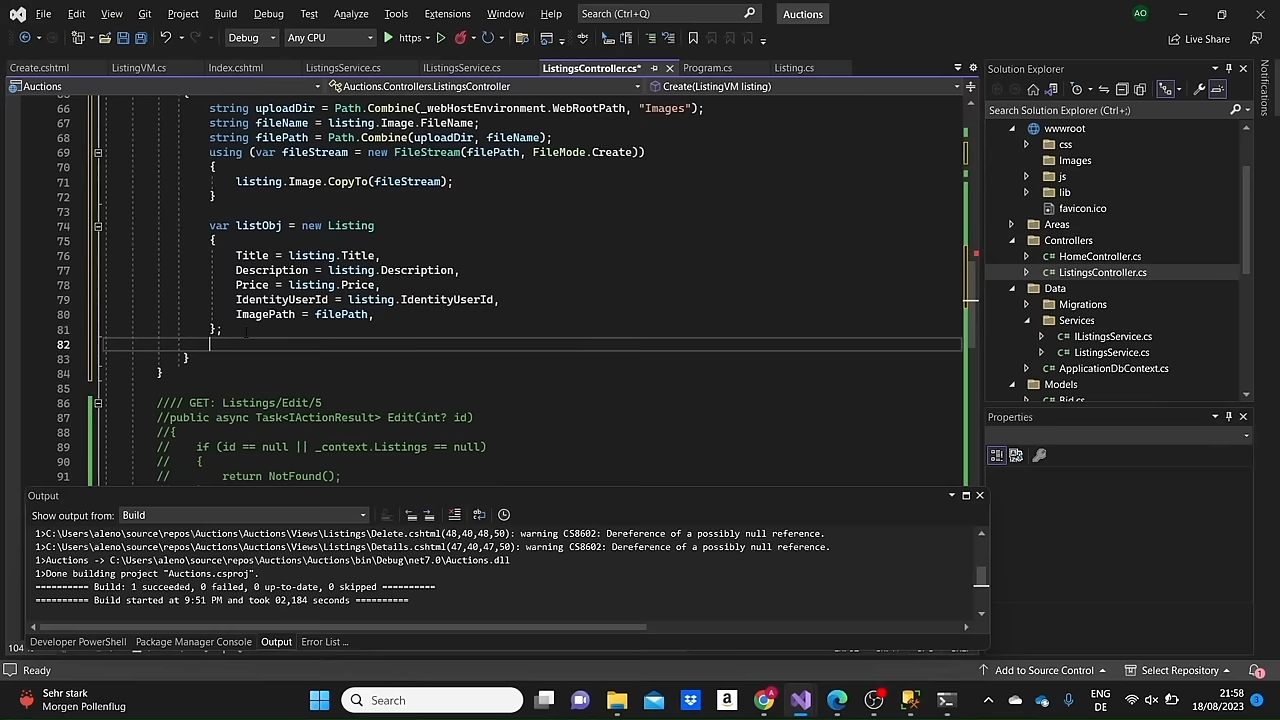 File Edit View Git Project Build Debug Test Analyze Tools Extensions Window Help Search (Ctrl+Q) Auctions AO
Debug Any CPU https Live Share
Create.cshtml ListingVM.cs Index.cshtml ListingsService.cs IListingsService.cs ListingsController.cs* Program.cs Listing.cs
Auctions Auctions.Controllers.ListingsController Create(ListingVM listing)
66 string uploadDir = Path.Combine(_webHostEnvironment.WebRootPath, "Images");
67 string fileName = listing.Image.FileName;
68 string filePath = Path.Combine(uploadDir, fileName);
69 using (var fileStream = new FileStream(filePath, FileMode.Create))
70 {
71 listing.Image.CopyTo(fileStream);
72 }
73
74 var listObj = new Listing
75 {
76 Title = listing.Title,
77 Description = listing.Description,
78 Price = listing.Price,
79 IdentityUserId = listing.IdentityUserId,
80 ImagePath = filePath,
81 };
82
83 }
84 }
85
86 //// GET: Listings/Edit/5
87 //public async Task<IActionResult> Edit(int? id)
88 //{
89 // if (id == null || _context.Listings == null)
90 // {
91 // return NotFound();
Solution Explorer
Search Solution Explorer (Ctrl+;)
wwwroot
css
Images
js
lib
favicon.ico
Areas
Controllers
C# HomeController.cs
C# ListingsController.cs
Data
Migrations
Services
C# IListingsService.cs
C# ListingsService.cs
C# ApplicationDbContext.cs
Models
Properties
Notifications
Output
Show output from: Build
1>C:\Users\aleno\source\repos\Auctions\Auctions\Views\Listings\Delete.cshtml(48,40,48,50): warning CS8602: Dereference of a possibly null reference.
1>C:\Users\aleno\source\repos\Auctions\Auctions\Views\Listings\Details.cshtml(47,40,47,50): warning CS8602: Dereference of a possibly null reference.
1>Auctions -> C:\Users\aleno\source\repos\Auctions\Auctions\bin\Debug\net7.0\Auctions.dll
1>Done building project "Auctions.csproj".
========== Build: 1 succeeded, 0 failed, 0 up-to-date, 0 skipped ==========
========== Build started at 9:51 PM and took 02,184 seconds ==========
Developer PowerShell Package Manager Console Output Error List ...
Ready Add to Source Control Select Repository
Sehr stark
Morgen Pollenflug
Search
ENG
DE
21:58
18/08/2023